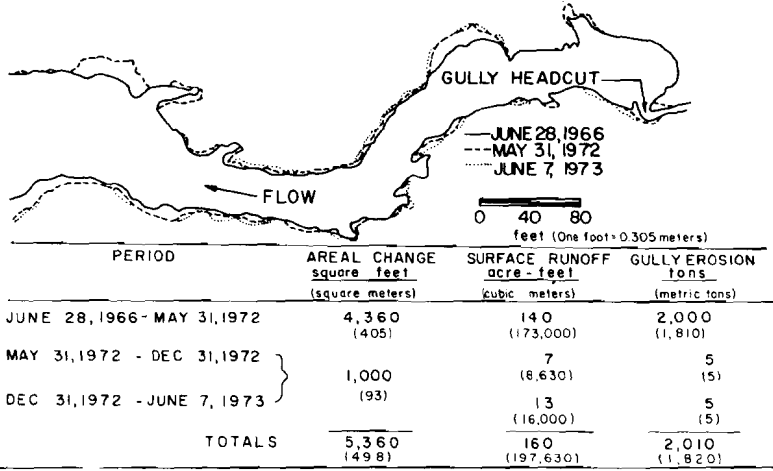 GULLY HEADCUT
JUNE 28, 1966
MAY 31, 1972
JUNE 7, 1973
FLOW
0 40 80
feet (One foot = 0.305 meters)
PERIOD AREAL CHANGE SURFACE RUNOFF GULLY EROSION
square feet acre-feet tons
(square meters) (cubic meters) (metric tons)
JUNE 28, 1966 - MAY 31, 1972 4,360 140 2,000
(405) (173,000) (1,810)
MAY 31, 1972 - DEC 31, 1972 7 5
1,000 (8,630) (5)
(93)
DEC 31, 1972 - JUNE 7, 1973 13 5
(16,000) (5)
TOTALS 5,360 160 2,010
(498) (197,630) (1,820)